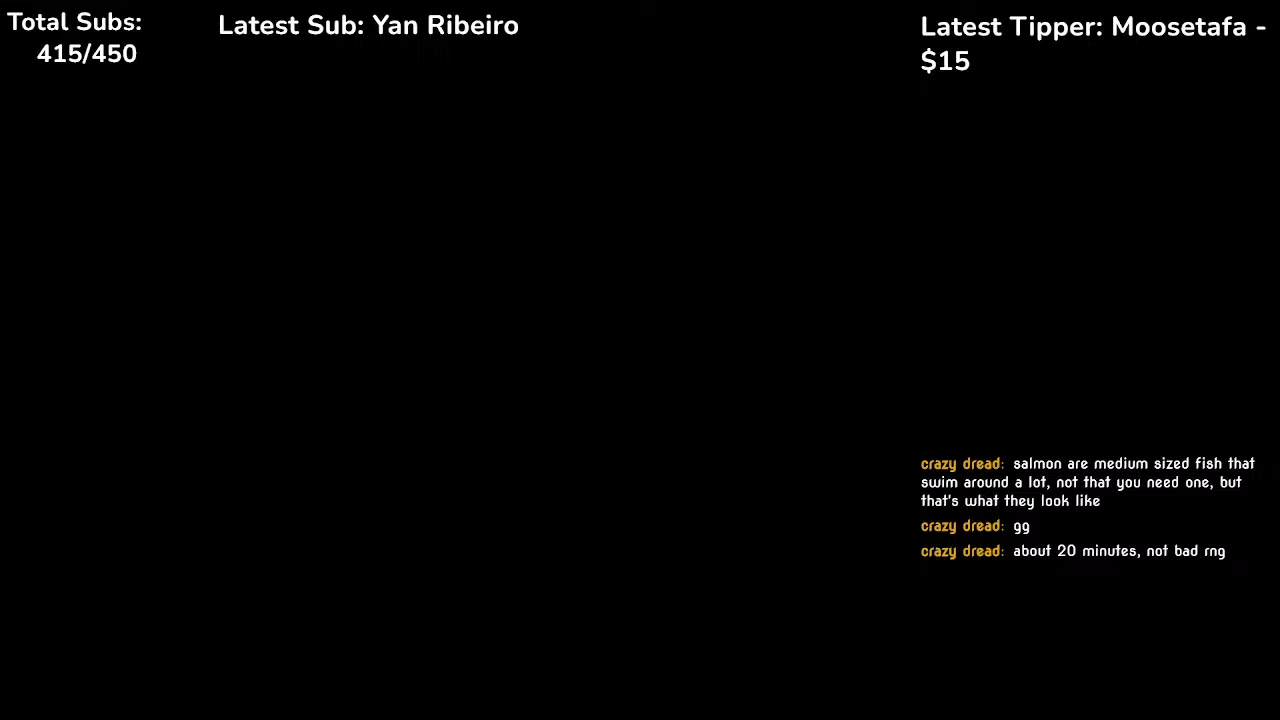 Total Subs:
415/450
Latest Sub: Yan Ribeiro
Latest Tipper: Moosetafa -
$15
crazy dread: salmon are medium sized fish that
swim around a lot, not that you need one, but
that's what they look like
crazy dread: gg
crazy dread: about 20 minutes, not bad rng